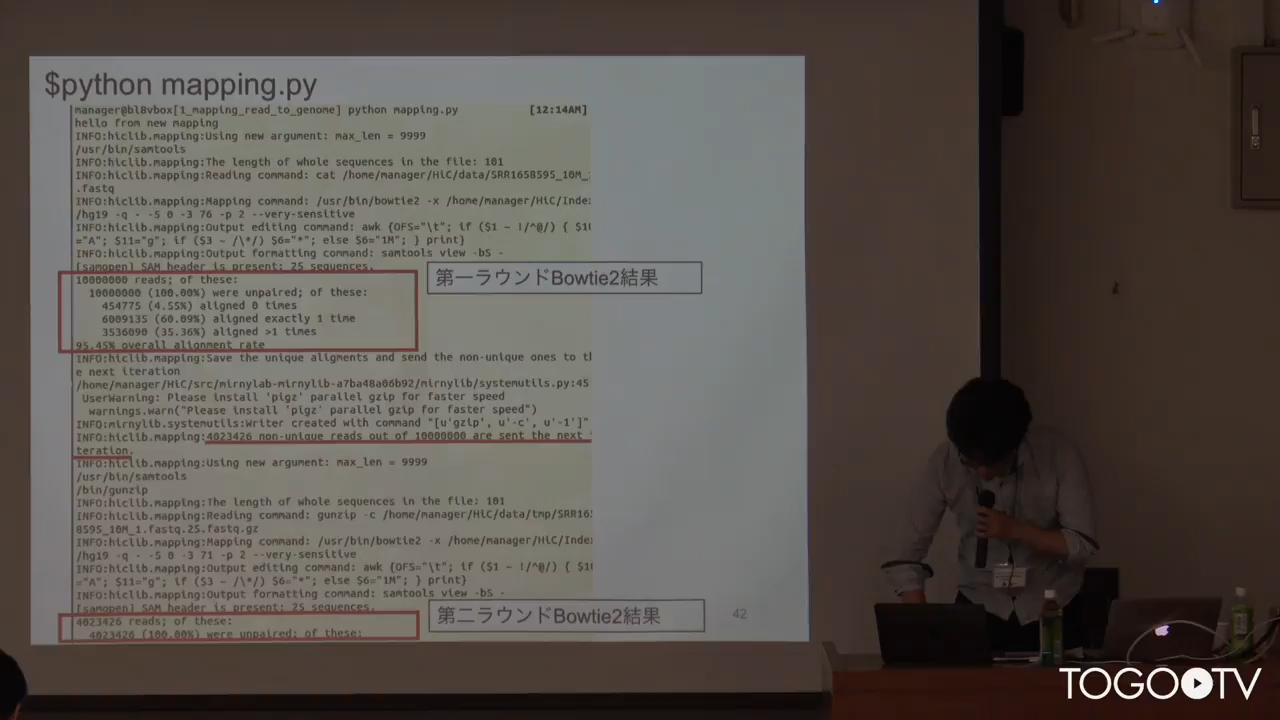 $python mapping.py
manager@bl8vbox[1_mapping_read_to_genome] python mapping.py [12:14AM]
hello from new mapping
INFO:hiclib.mapping:Using new argument: max_len = 9999
/usr/bin/samtools
INFO:hiclib.mapping:The length of whole sequences in the file: 101
INFO:hiclib.mapping:Reading command: cat /home/manager/HiC/data/SRR1658595_10M_
.fastq
INFO:hiclib.mapping:Mapping command: /usr/bin/bowtie2 -x /home/manager/HiC/Inde
/hg19 -q - -5 0 -3 76 -p 2 --very-sensitive
INFO:hiclib.mapping:Output editing command: awk {OFS="\t"; if ($1 ~ !/^@/) { $1
="A"; $11="g"; if ($3 ~ /\*/) $6="*"; else $6="1M"; } print}
INFO:hiclib.mapping:Output formatting command: samtools view -bS -
[samopen] SAM header is present: 25 sequences.
10000000 reads; of these:
10000000 (100.00%) were unpaired; of these:
454775 (4.55%) aligned 0 times
6009135 (60.09%) aligned exactly 1 time
3536090 (35.36%) aligned >1 times
95.45% overall alignment rate
第一ラウンドBowtie2結果
INFO:hiclib.mapping:Save the unique aligments and send the non-unique ones to th
e next iteration
/home/manager/HiC/src/mirnylab-mirnylib-a7ba48a06b92/mirnylib/systemutils.py:45
UserWarning: Please install 'pigz' parallel gzip for faster speed
warnings.warn("Please install 'pigz' parallel gzip for faster speed")
INFO:mirnylib.systemutils:Writer created with command "[u'gzip', u'-c', u'-1']"
INFO:hiclib.mapping:4023426 non-unique reads out of 10000000 are sent the next
teration.
INFO:hiclib.mapping:Using new argument: max_len = 9999
/usr/bin/samtools
/bin/gunzip
INFO:hiclib.mapping:The length of whole sequences in the file: 101
INFO:hiclib.mapping:Reading command: gunzip -c /home/manager/HiC/data/tmp/SRR16
8595_10M_1.fastq.25.fastq.gz
INFO:hiclib.mapping:Mapping command: /usr/bin/bowtie2 -x /home/manager/HiC/Inde
/hg19 -q - -5 0 -3 71 -p 2 --very-sensitive
INFO:hiclib.mapping:Output editing command: awk {OFS="\t"; if ($1 ~ !/^@/) { $1
="A"; $11="g"; if ($3 ~ /\*/) $6="*"; else $6="1M"; } print}
INFO:hiclib.mapping:Output formatting command: samtools view -bS -
[samopen] SAM header is present: 25 sequences.
4023426 reads; of these:
4023426 (100.00%) were unpaired; of these:
第二ラウンドBowtie2結果
42
TOGOTV